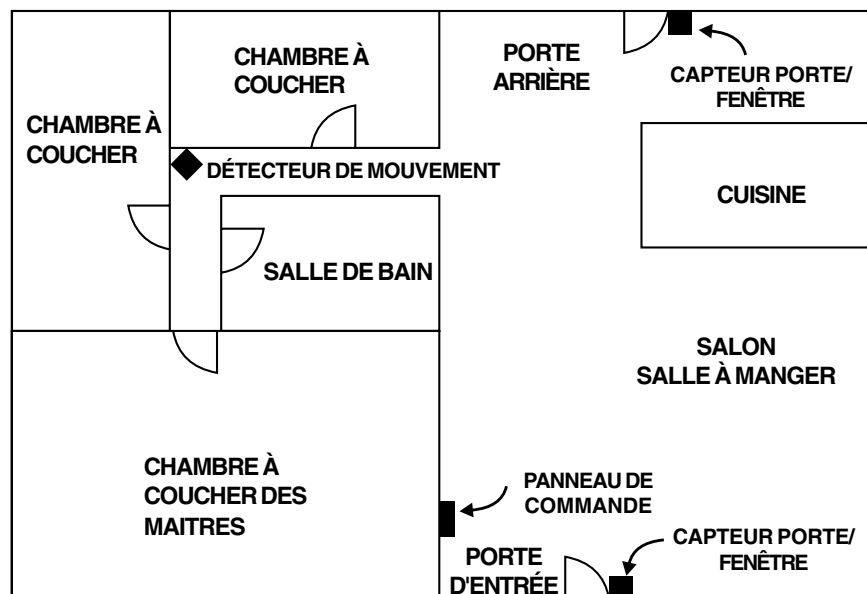 CHAMBRE À
COUCHER
PORTE
ARRIÈRE
CAPTEUR PORTE/
FENÊTRE
CHAMBRE À
COUCHER
DÉTECTEUR DE MOUVEMENT
CUISINE
SALLE DE BAIN
SALON
SALLE À MANGER
CHAMBRE À
COUCHER DES
MAITRES
PANNEAU DE
COMMANDE
PORTE
D'ENTRÉE
CAPTEUR PORTE/
FENÊTRE